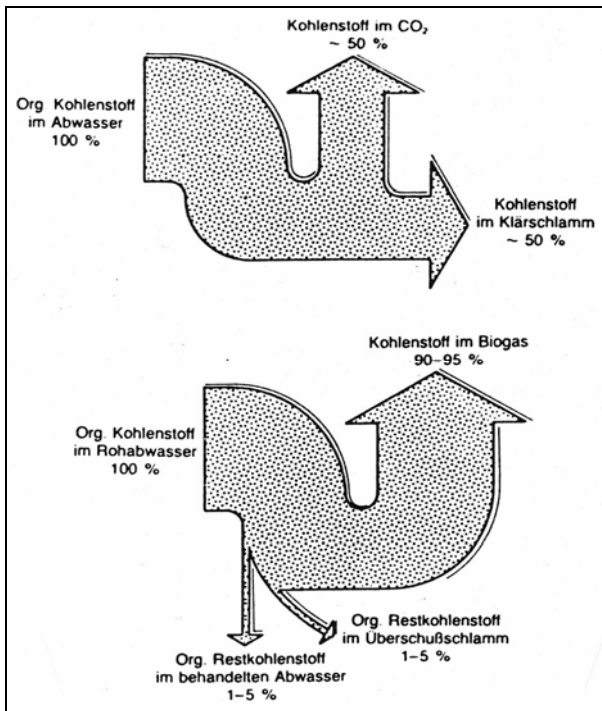 Kohlenstoff im CO₂
~ 50 %
Org Kohlenstoff
im Abwasser
100 %
Kohlenstoff
im Klärschlamm
~ 50 %
Kohlenstoff im Biogas
90–95 %
Org. Kohlenstoff
im Rohabwasser
100 %
Org. Restkohlenstoff
im Überschußschlamm
1–5 %
Org. Restkohlenstoff
im behandelten Abwasser
1–5 %